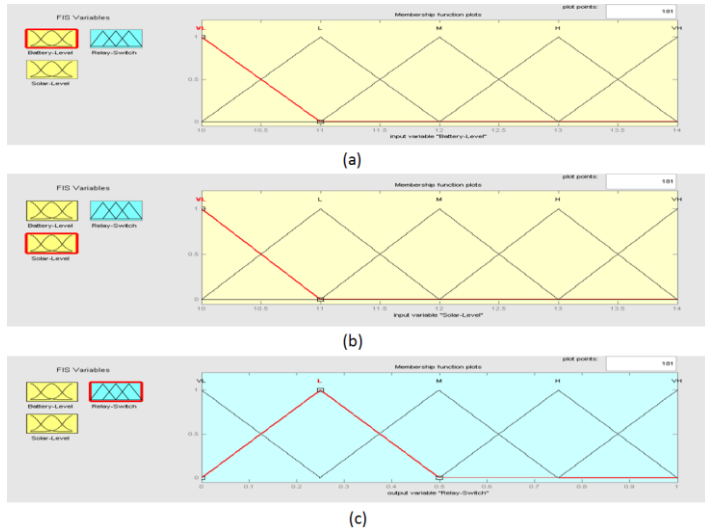 FIS Variables
Battery-Level Relay-Switch
Solar-Level
Membership function plots
plot points: 181
VL L M H VH
1
0.5
0
10 10.5 11 11.5 12 12.5 13 13.5 14
input variable "Battery-Level"
(a)
FIS Variables
Battery-Level Relay-Switch
Solar-Level
Membership function plots
plot points: 181
VL L M H VH
1
0.5
0
10 10.5 11 11.5 12 12.5 13 13.5 14
input variable "Solar-Level"
(b)
FIS Variables
Battery-Level Relay-Switch
Solar-Level
Membership function plots
plot points: 181
VL L M H VH
1
0.5
0
0 0.1 0.2 0.3 0.4 0.5 0.6 0.7 0.8 0.9 1
output variable "Relay-Switch"
(c)